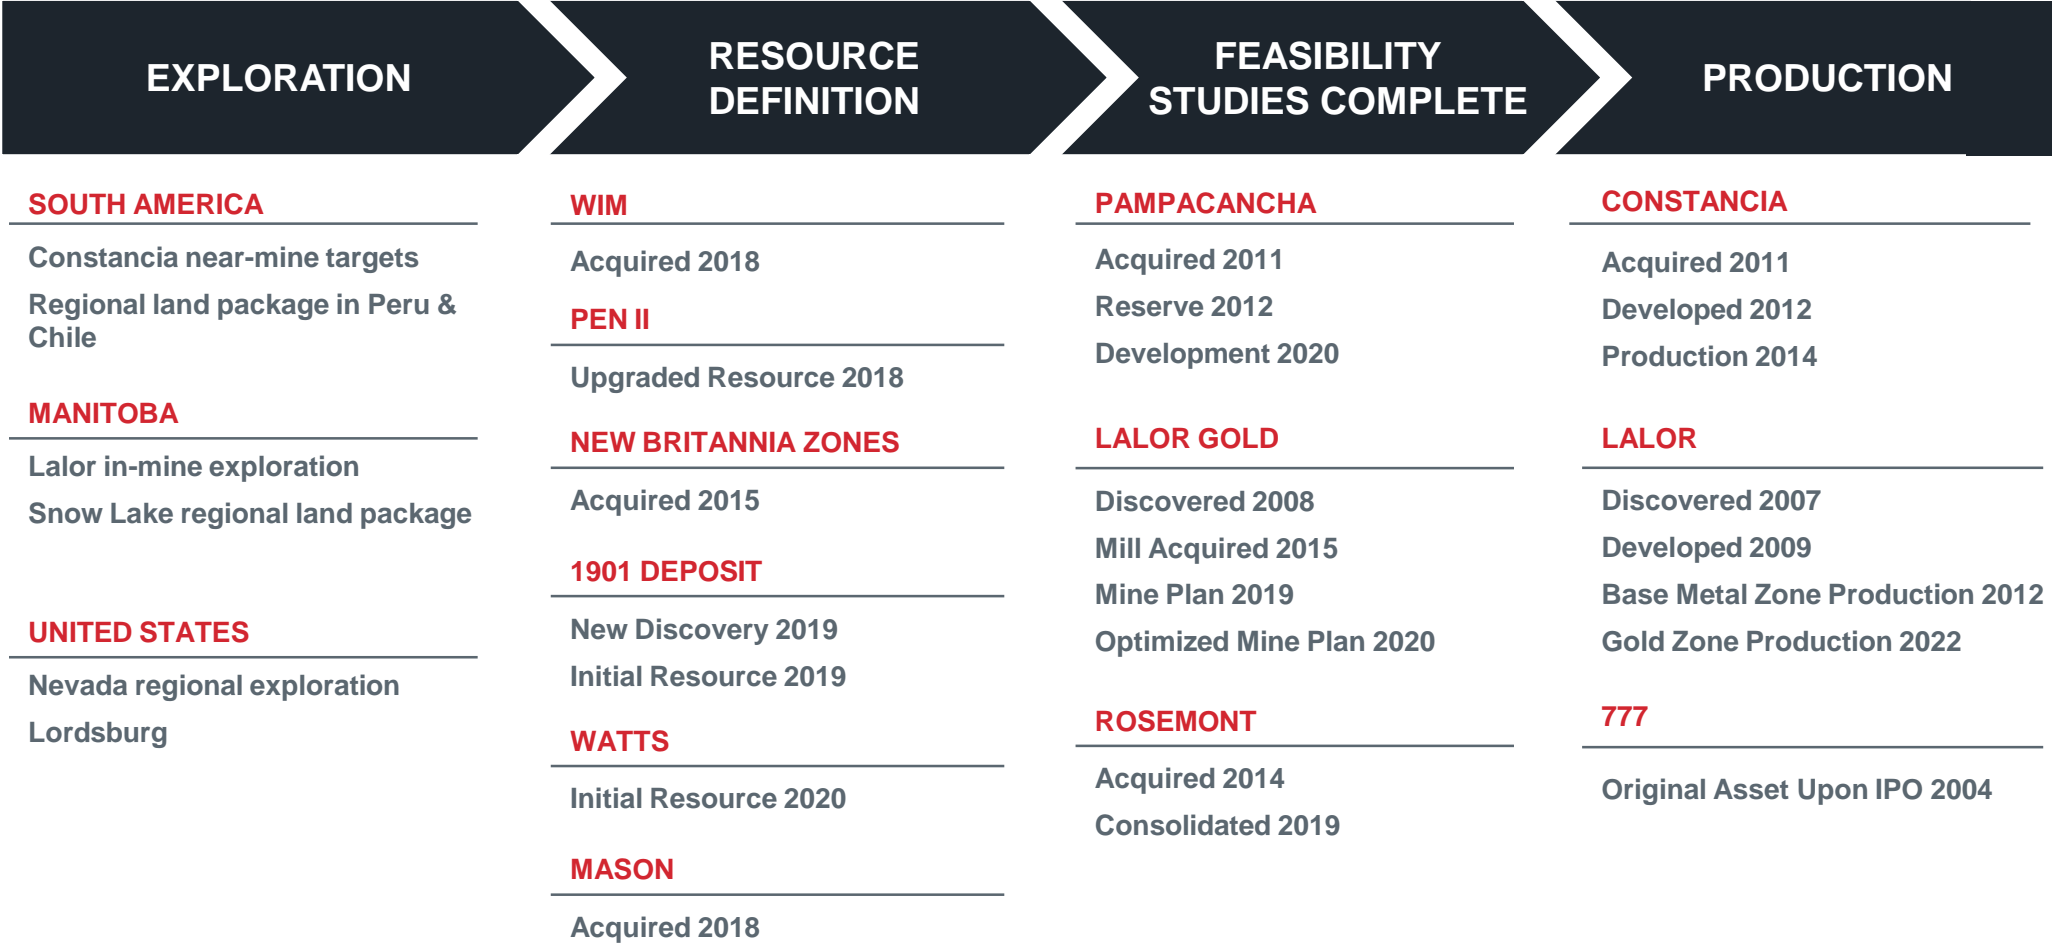 EXPLORATION
RESOURCE
DEFINITION
FEASIBILITY
STUDIES COMPLETE
PRODUCTION
SOUTH AMERICA
Constancia near-mine targets
Regional land package in Peru &
Chile
MANITOBA
Lalor in-mine exploration
Snow Lake regional land package
UNITED STATES
Nevada regional exploration
Lordsburg
WIM
Acquired 2018
PEN II
Upgraded Resource 2018
NEW BRITANNIA ZONES
Acquired 2015
1901 DEPOSIT
New Discovery 2019
Initial Resource 2019
WATTS
Initial Resource 2020
MASON
Acquired 2018
PAMPACANCHA
Acquired 2011
Reserve 2012
Development 2020
LALOR GOLD
Discovered 2008
Mill Acquired 2015
Mine Plan 2019
Optimized Mine Plan 2020
ROSEMONT
Acquired 2014
Consolidated 2019
CONSTANCIA
Acquired 2011
Developed 2012
Production 2014
LALOR
Discovered 2007
Developed 2009
Base Metal Zone Production 2012
Gold Zone Production 2022
777
Original Asset Upon IPO 2004